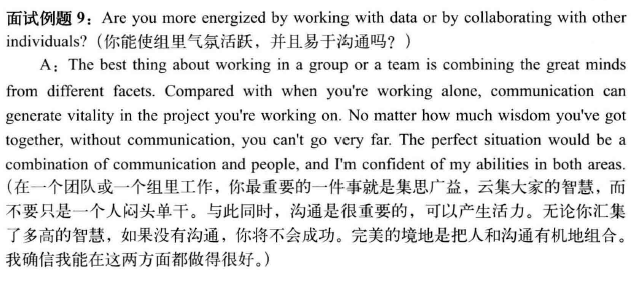 面试例题 9：Are you more energized by working with data or by collaborating with other
individuals?（你能使组里气氛活跃，并且易于沟通吗？）
A：The best thing about working in a group or a team is combining the great minds
from different facets. Compared with when you're working alone, communication can
generate vitality in the project you're working on. No matter how much wisdom you've got
together, without communication, you can't go very far. The perfect situation would be a
combination of communication and people, and I'm confident of my abilities in both areas.
（在一个团队或一个组里工作，你最重要的一件事就是集思广益，云集大家的智慧，而
不要只是一个人闷头单干。与此同时，沟通是很重要的，可以产生活力。无论你汇集
了多高的智慧，如果没有沟通，你将不会成功。完美的境地是把人和沟通有机地组合。
我确信我能在这两方面都做得很好。）